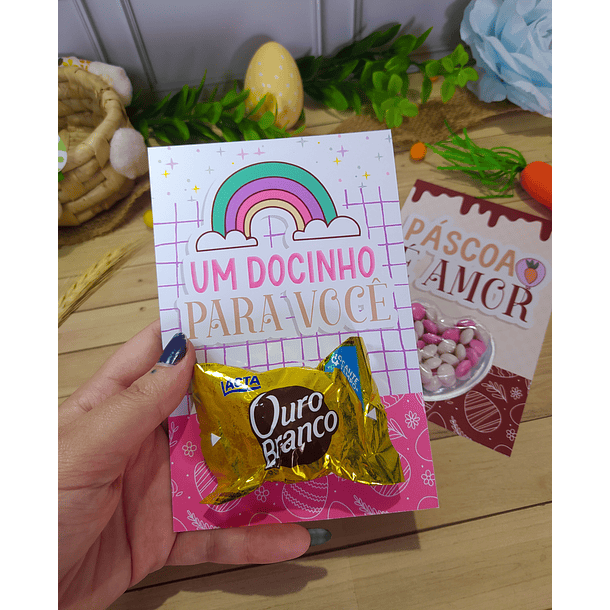 UM DOCINHO
PARA VOCÊ
LACTA
Ouro
Branco
PÁSCOA
É AMOR